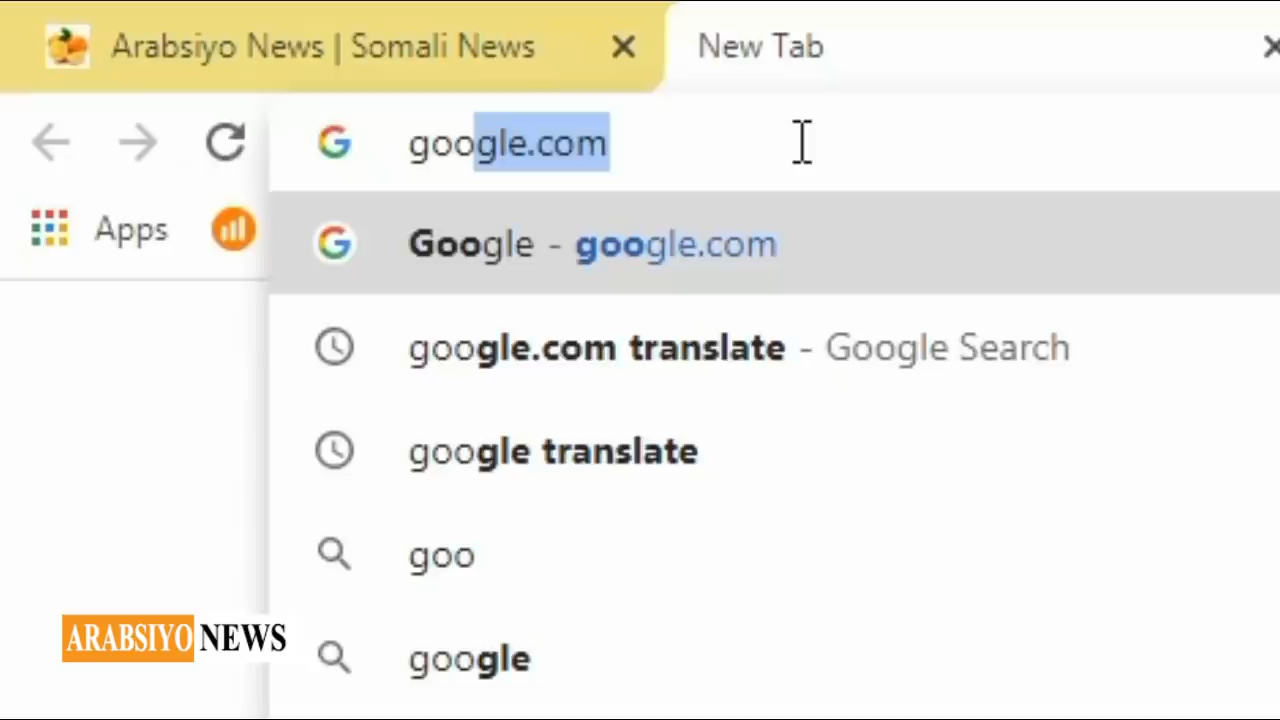 Arabsiyo News | Somali News
New Tab
google.com
Apps
Google - google.com
google.com translate - Google Search
google translate
goo
google
ARABSIYO NEWS